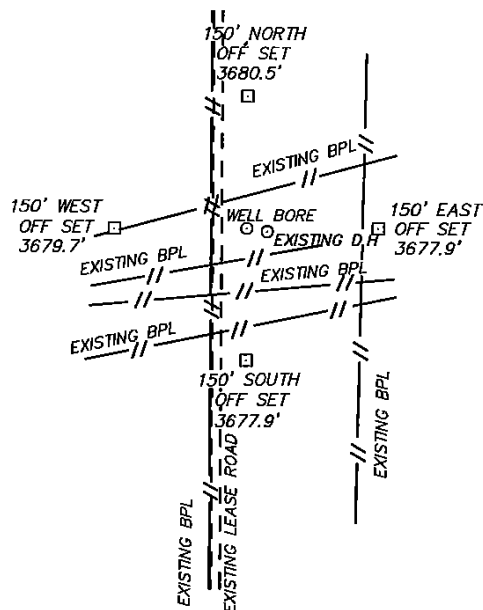 150' NORTH
OFF SET
3680.5'
EXISTING BPL
150' WEST
OFF SET
3679.7'
WELL BORE
150' EAST
OFF SET
3677.9'
EXISTING D.H
EXISTING BPL
EXISTING BPL
EXISTING BPL
150' SOUTH
OFF SET
3677.9'
EXISTING BPL
EXISTING LEASE ROAD
EXISTING BPL